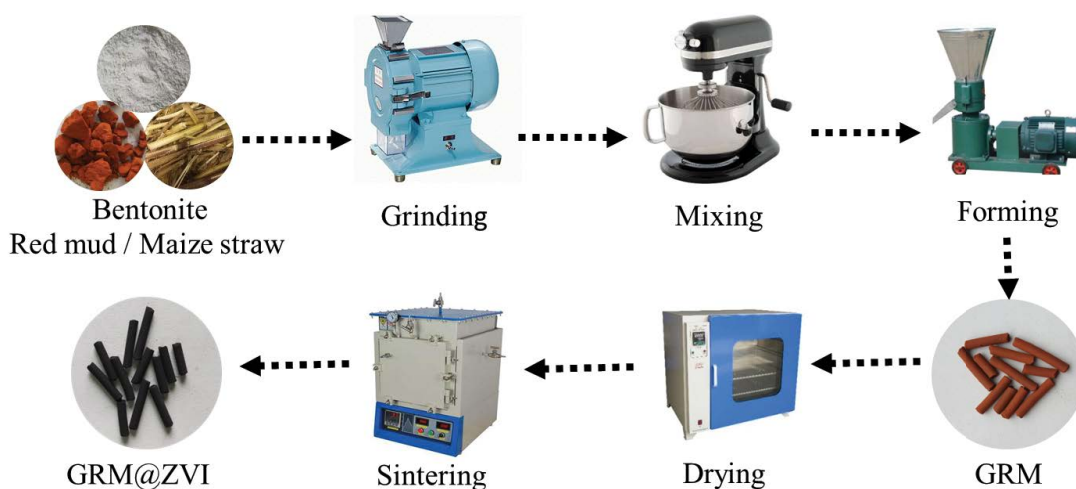 Bentonite
Red mud / Maize straw
Grinding
Mixing
Forming
GRM
Drying
Sintering
GRM@ZVI